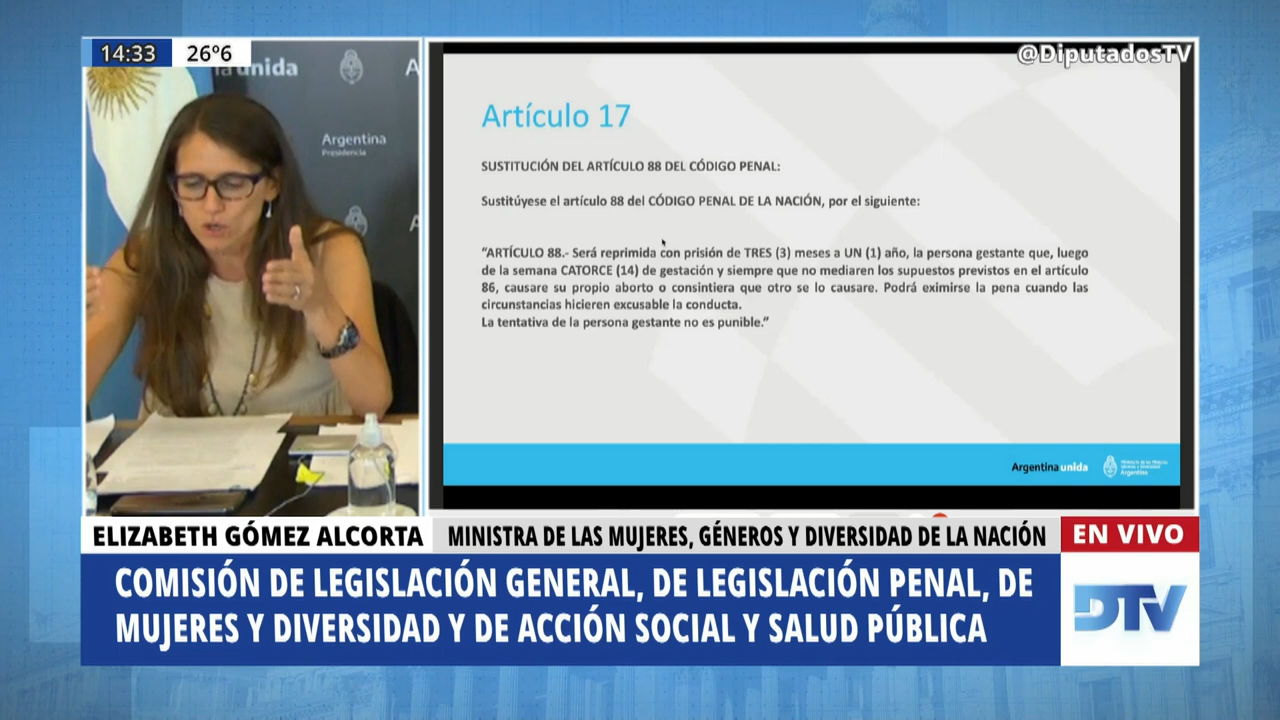 14:33 26°6
la unida
A
Argentina
Presidencia
@DiputadosTV
Artículo 17
SUSTITUCIÓN DEL ARTÍCULO 88 DEL CÓDIGO PENAL:
Sustitúyese el artículo 88 del CÓDIGO PENAL DE LA NACIÓN, por el siguiente:
“ARTÍCULO 88.- Será reprimida con prisión de TRES (3) meses a UN (1) año, la persona gestante que, luego
de la semana CATORCE (14) de gestación y siempre que no mediaren los supuestos previstos en el artículo
86, causare su propio aborto o consintiera que otro se lo causare. Podrá eximirse la pena cuando las
circunstancias hicieren excusable la conducta.
La tentativa de la persona gestante no es punible.”
Argentina unida
Argentina
ELIZABETH GÓMEZ ALCORTA MINISTRA DE LAS MUJERES, GÉNEROS Y DIVERSIDAD DE LA NACIÓN EN VIVO
COMISIÓN DE LEGISLACIÓN GENERAL, DE LEGISLACIÓN PENAL, DE
MUJERES Y DIVERSIDAD Y DE ACCIÓN SOCIAL Y SALUD PÚBLICA
DTV